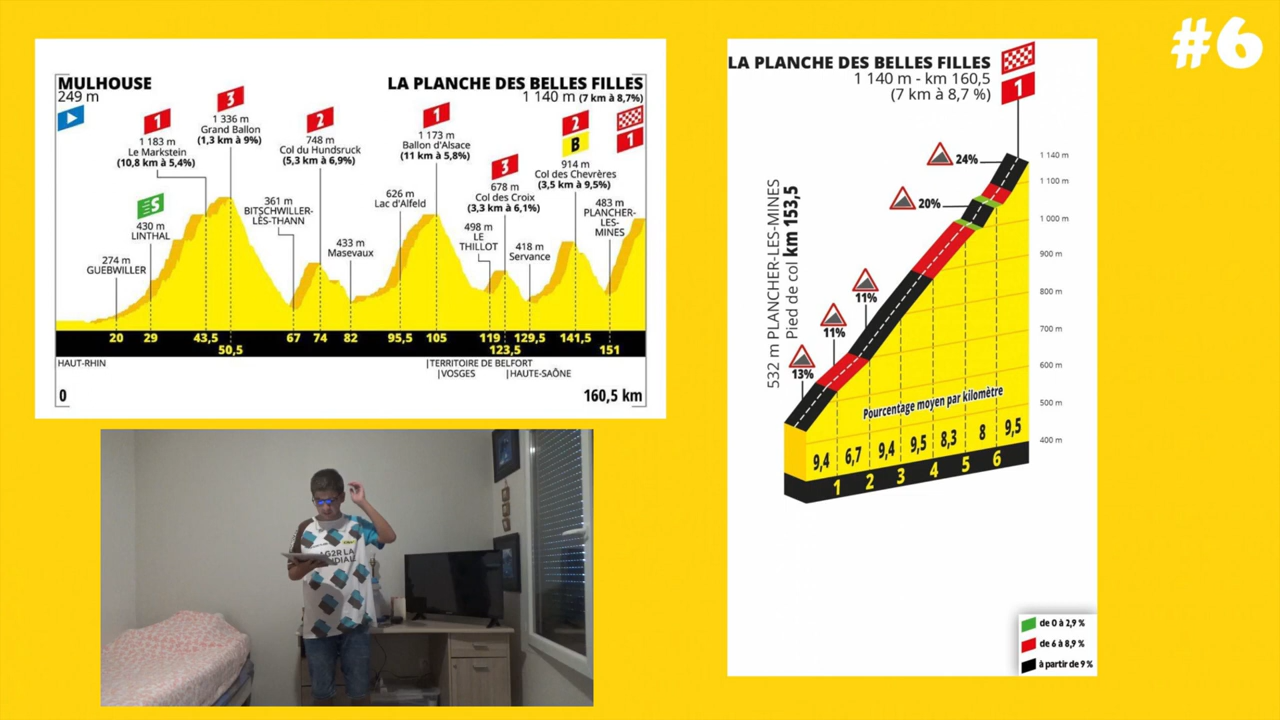 #6
MULHOUSE
249 m
LA PLANCHE DES BELLES FILLES
1 140 m (7 km à 8,7%)
1
1 183 m
Le Markstein
(10,8 km à 5,4%)
3
1 336 m
Grand Ballon
(1,3 km à 9%)
2
748 m
Col du Hundsruck
(5,3 km à 6,9%)
1
1 173 m
Ballon d'Alsace
(11 km à 5,8%)
3
678 m
Col des Croix
(3,3 km à 6,1%)
2
B
914 m
Col des Chevrères
(3,5 km à 9,5%)
1
S
430 m
LINTHAL
274 m
GUEBWILLER
361 m
BITSCHWILLER-
LÈS-THANN
433 m
Masevaux
626 m
Lac d'Alfeld
498 m
LE
THILLOT
418 m
Servance
483 m
PLANCHER-
LES-
MINES
20 29 43,5 50,5 67 74 82 95,5 105 119 123,5 129,5 141,5 151
HAUT-RHIN
|TERRITOIRE DE BELFORT
|VOSGES
|HAUTE-SAÔNE
0
160,5 km
LA PLANCHE DES BELLES FILLES
1 140 m - km 160,5
(7 km à 8,7 %)
1
24%
20%
11%
11%
13%
532 m PLANCHER-LES-MINES
Pied de col km 153,5
1 140 m
1 100 m
1 000 m
900 m
800 m
700 m
600 m
500 m
400 m
Pourcentage moyen par kilomètre
9,4 6,7 9,4 9,5 8,3 8 9,5
1 2 3 4 5 6
de 0 à 2,9 %
de 6 à 8,9 %
à partir de 9 %
AG2R LA